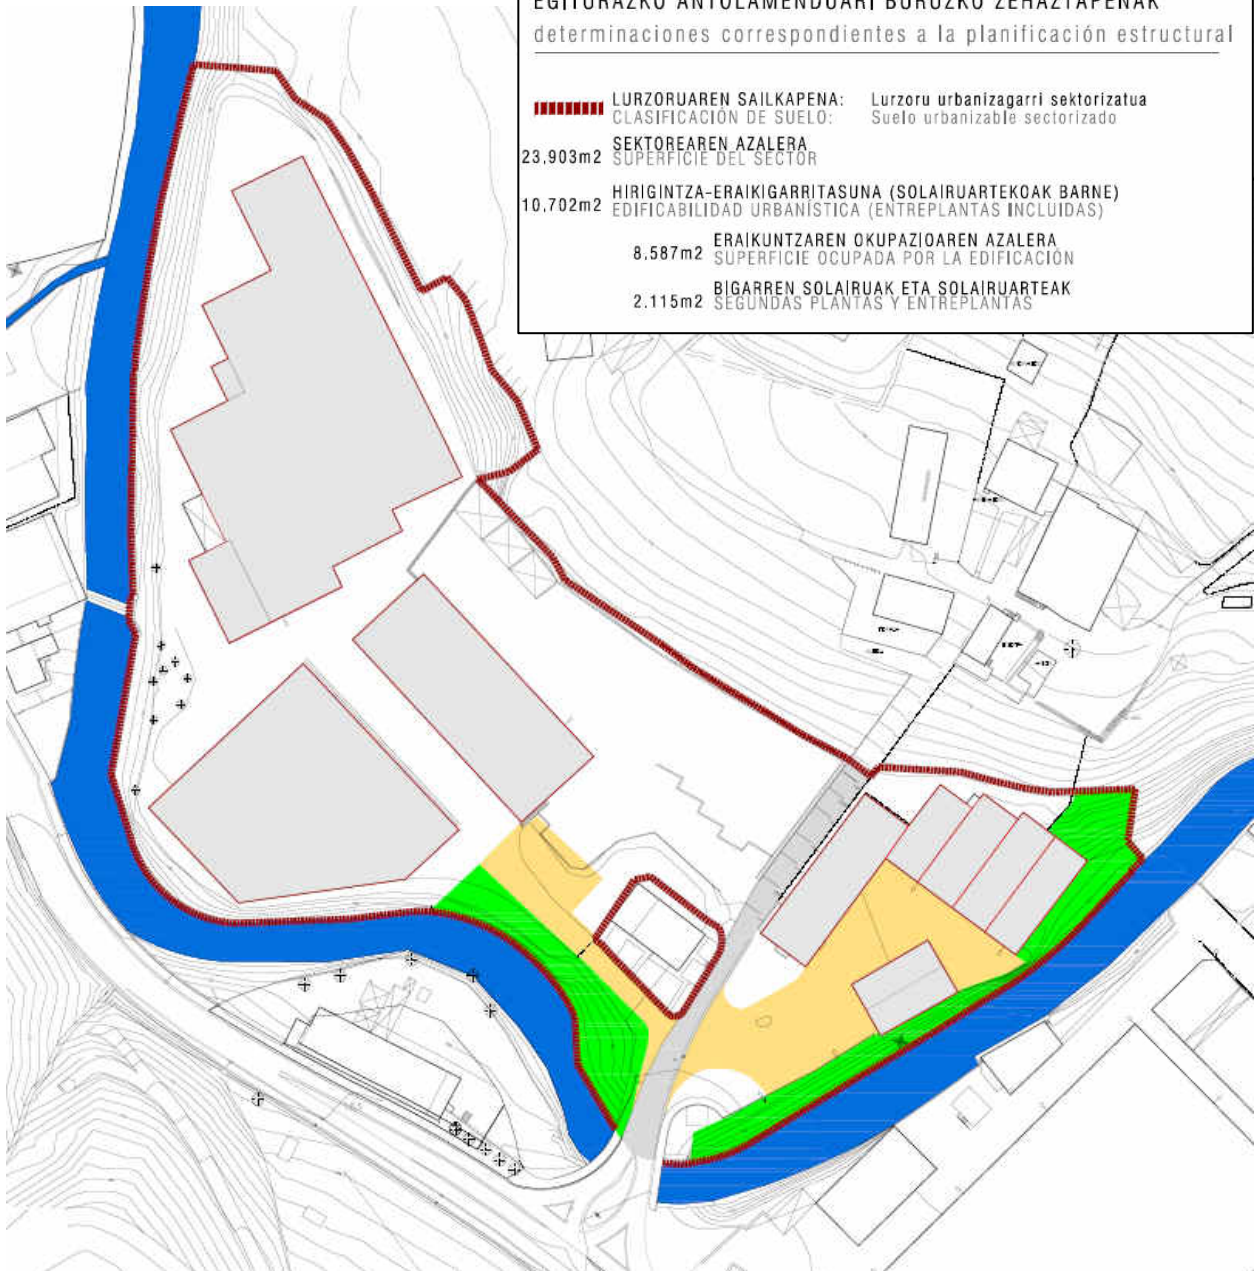 EGITURAZKO ANTOLAMENDUARI BURUZKO ZEHAZTAPENAK
determinaciones correspondientes a la planificación estructural
LURZORUAREN SAILKAPENA: Lurzoru urbanizagarri sektorizatua
CLASIFICACIÓN DE SUELO: Suelo urbanizable sectorizado
23,903m2 SEKTOREAREN AZALERA
SUPERFICIE DEL SECTOR
10,702m2 HIRIGINTZA-ERAIKIGARRITASUNA (SOLAIRUARTEKOAK BARNE)
EDIFICABILIDAD URBANÍSTICA (ENTREPLANTAS INCLUIDAS)
8.587m2 ERAIKUNTZAREN OKUPAZIOAREN AZALERA
SUPERFICIE OCUPADA POR LA EDIFICACIÓN
2.115m2 BIGARREN SOLAIRUAK ETA SOLAIRUARTEAK
SEGUNDAS PLANTAS Y ENTREPLANTAS